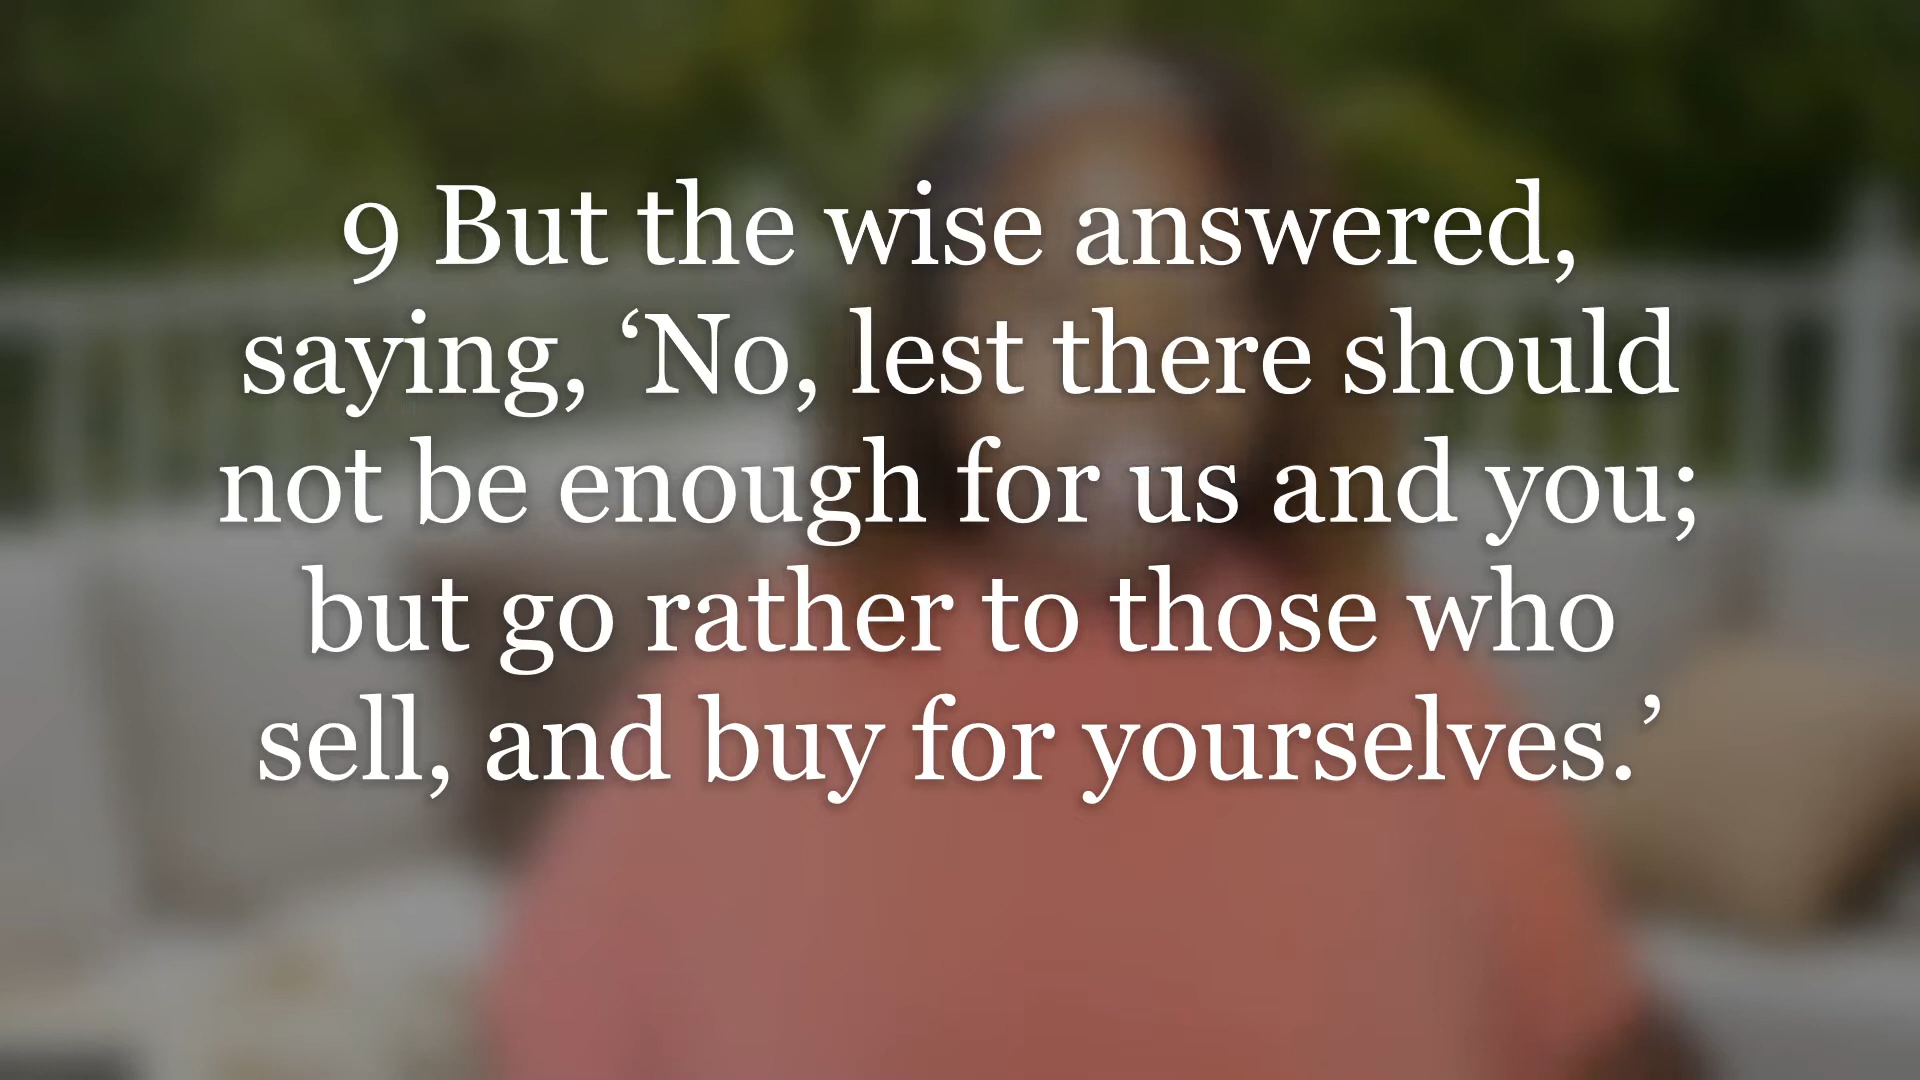 9 But the wise answered,
saying, ‘No, lest there should
not be enough for us and you;
but go rather to those who
sell, and buy for yourselves.’